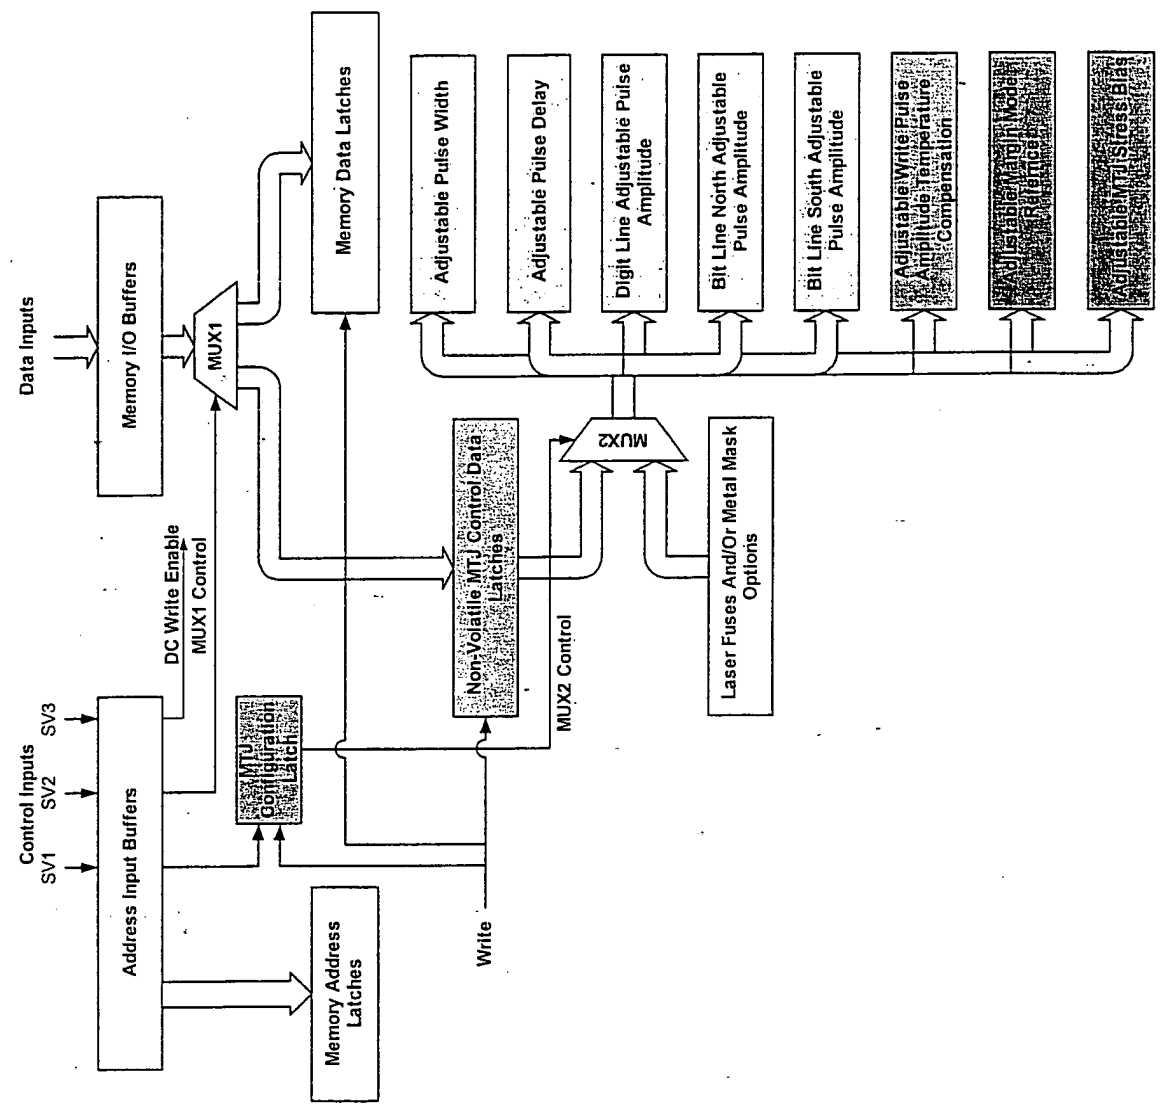 Control Inputs
SV1
SV2
SV3
Data Inputs
Address Input Buffers
Memory I/O Buffers
DC Write Enable
MUX1 Control
MUX1
Memory Address
Latches
MTJ
Configuration
Latch
Memory Data Latches
Write
Non-Volatile MTJ Control Data
Latches
MUX2 Control
MUX2
Laser Fuses And/Or Metal Mask
Options
Adjustable Pulse Width
Adjustable Pulse Delay
Digit Line Adjustable Pulse
Amplitude
Bit Line North Adjustable
Pulse Amplitude
Bit Line South Adjustable
Pulse Amplitude
Adjustable Write Pulse
Amplitude Temperature
Compensation
Adjustable Margin Mode
Reference
Adjustable MTJ Stress Bias